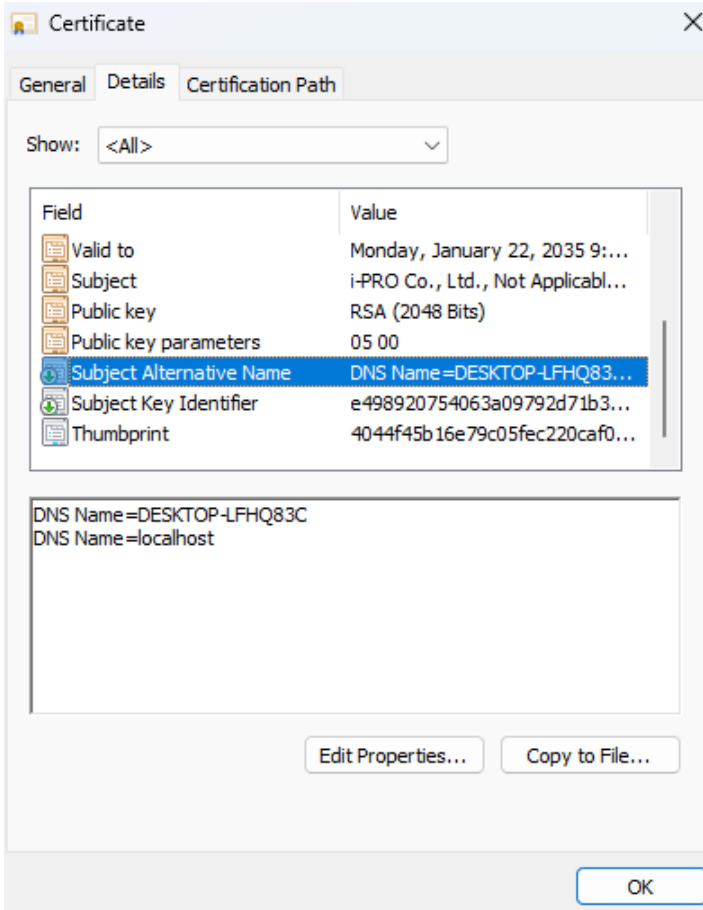 Certificate
General Details Certification Path
Show: <All>
Field Value
Valid to Monday, January 22, 2035 9:...
Subject i-PRO Co., Ltd., Not Applicabl...
Public key RSA (2048 Bits)
Public key parameters 05 00
Subject Alternative Name DNS Name=DESKTOP-LFHQ83...
Subject Key Identifier e498920754063a09792d71b3...
Thumbprint 4044f45b16e79c05fec220caf0...
DNS Name=DESKTOP-LFHQ83C
DNS Name=localhost
Edit Properties... Copy to File...
OK